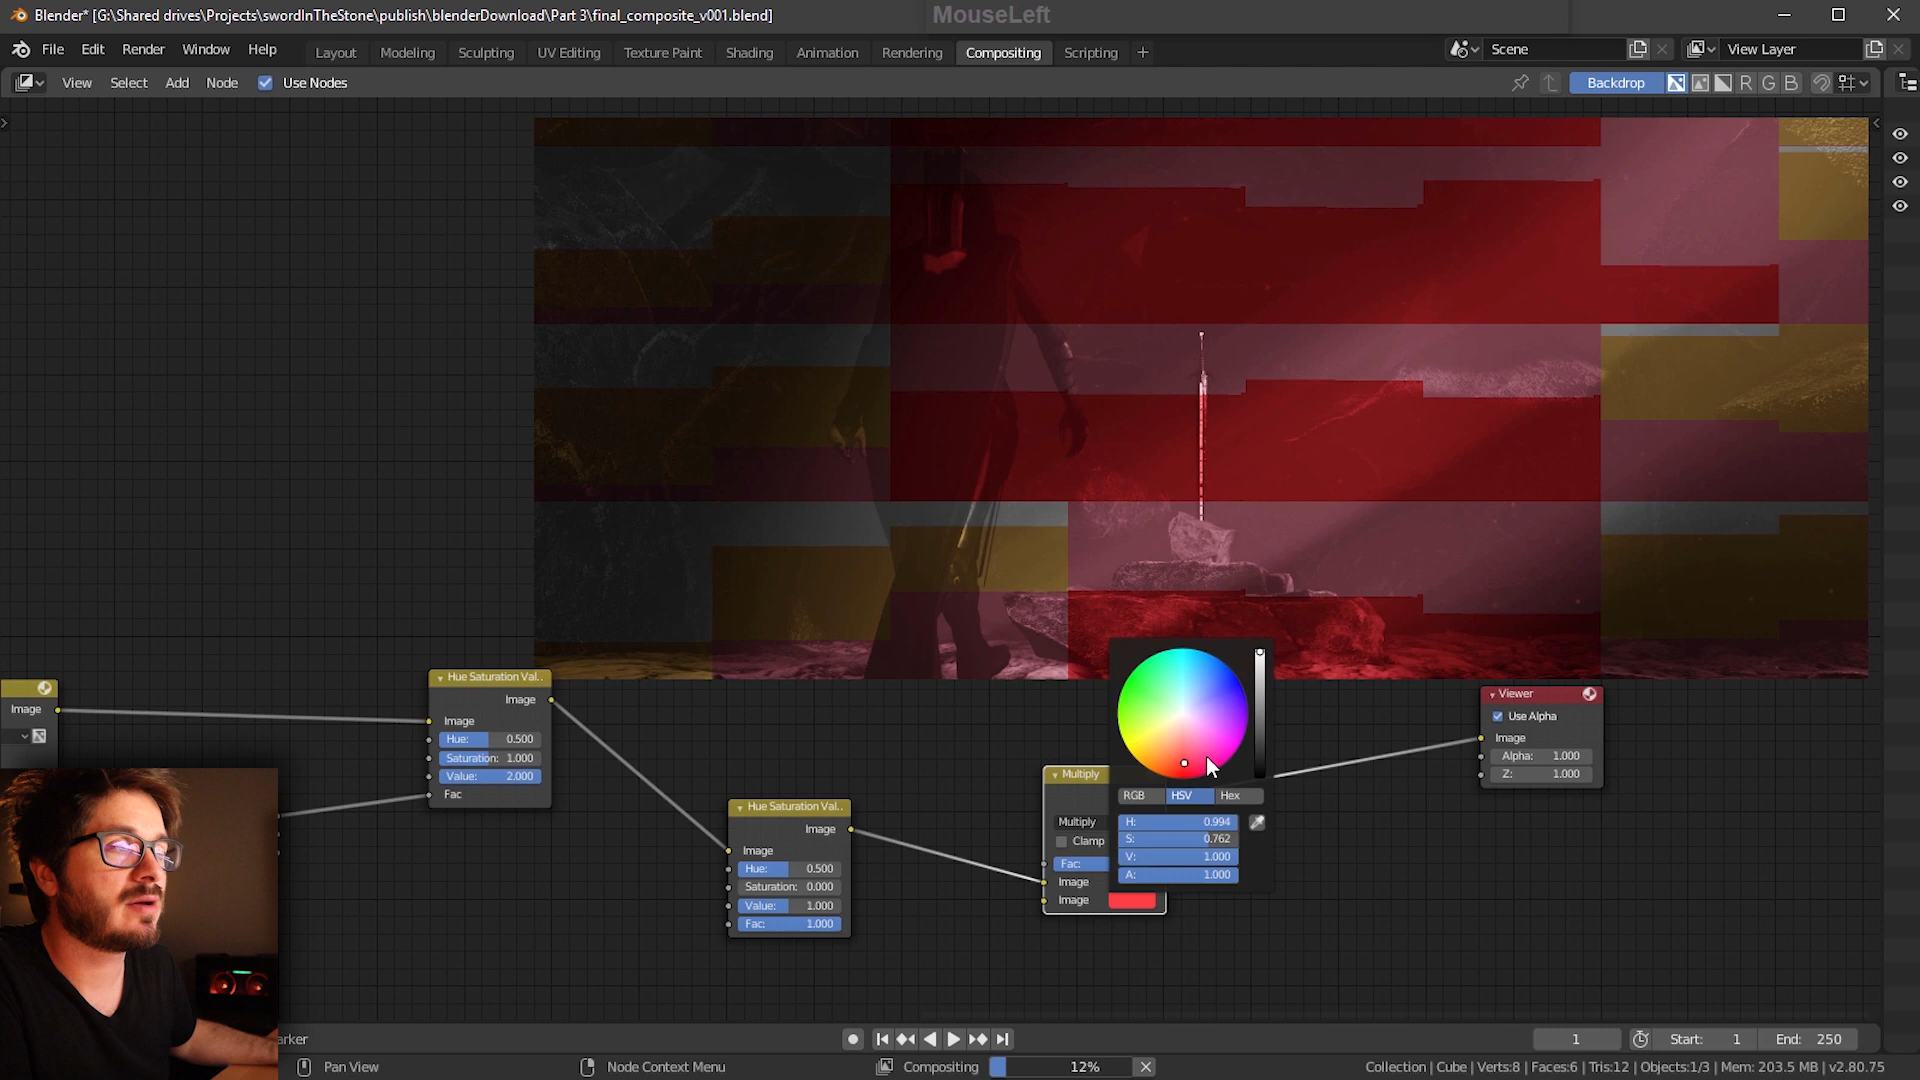 Blender* [G:\Shared drives\Projects\swordInTheStone\publish\blenderDownload\Part 3\final_composite_v001.blend]
MouseLeft
File Edit Render Window Help
Layout Modeling Sculpting UV Editing Texture Paint Shading Animation Rendering Compositing Scripting +
Scene
View Layer
View Select Add Node Use Nodes
Backdrop
R G B
Image
Hue Saturation Val..
Image
Image
Hue: 0.500
Saturation: 1.000
Value: 2.000
Fac
Hue Saturation Val..
Image
Image
Hue: 0.500
Saturation: 0.000
Value: 1.000
Fac: 1.000
Multiply
Multiply
Clamp
Fac:
Image
Image
RGB HSV Hex
H: 0.994
S: 0.762
V: 1.000
A: 1.000
Viewer
Use Alpha
Image
Alpha: 1.000
Z: 1.000
arker
1
Start: 1
End: 250
Pan View
Node Context Menu
Compositing 12%
Collection | Cube | Verts:8 | Faces:6 | Tris:12 | Objects:1/3 | Mem: 203.5 MB | v2.80.75